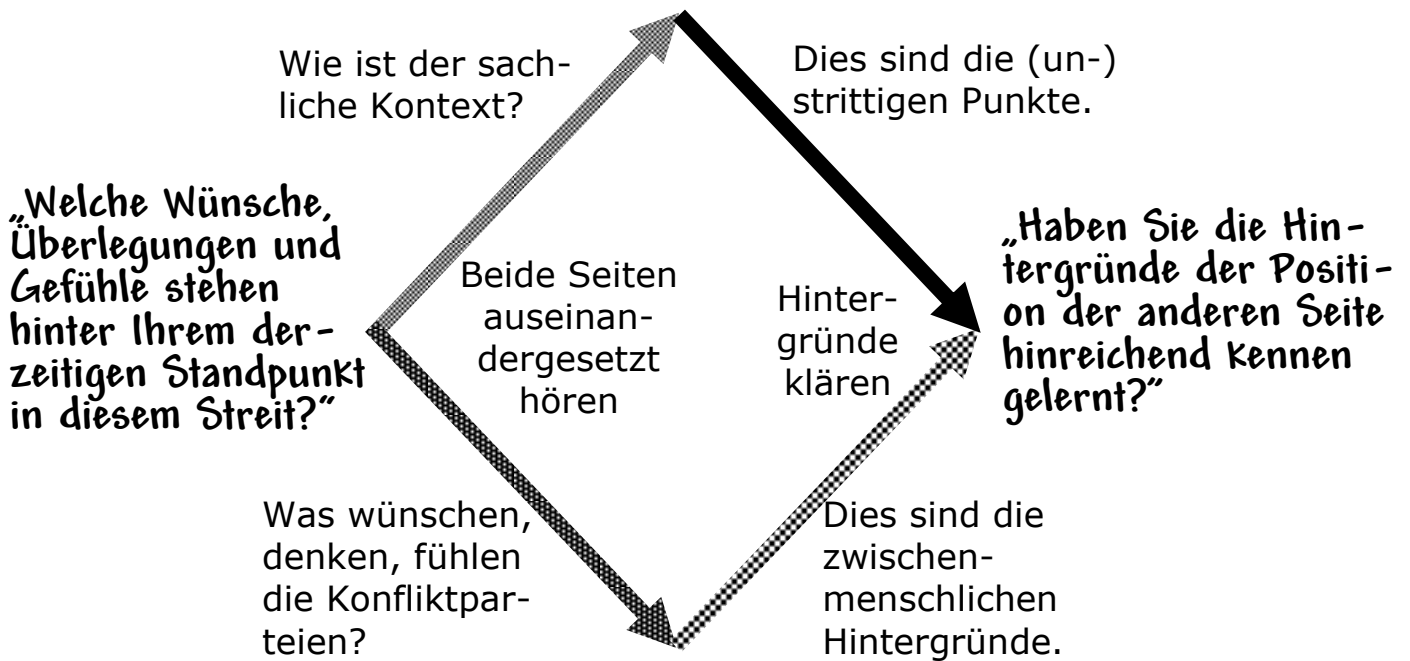 Wie ist der sach-
liche Kontext?
Dies sind die (un-)
strittigen Punkte.
„Welche Wünsche,
Überlegungen und
Gefühle stehen
hinter Ihrem der-
zeitigen Standpunkt
in diesem Streit?“
Beide Seiten
auseinan-
dergesetzt
hören
Hinter-
gründe
klären
„Haben Sie die Hin-
tergründe der Positi-
on der anderen Seite
hinreichend kennen
gelernt?“
Was wünschen,
denken, fühlen
die Konfliktpar-
teien?
Dies sind die
zwischen-
menschlichen
Hintergründe.